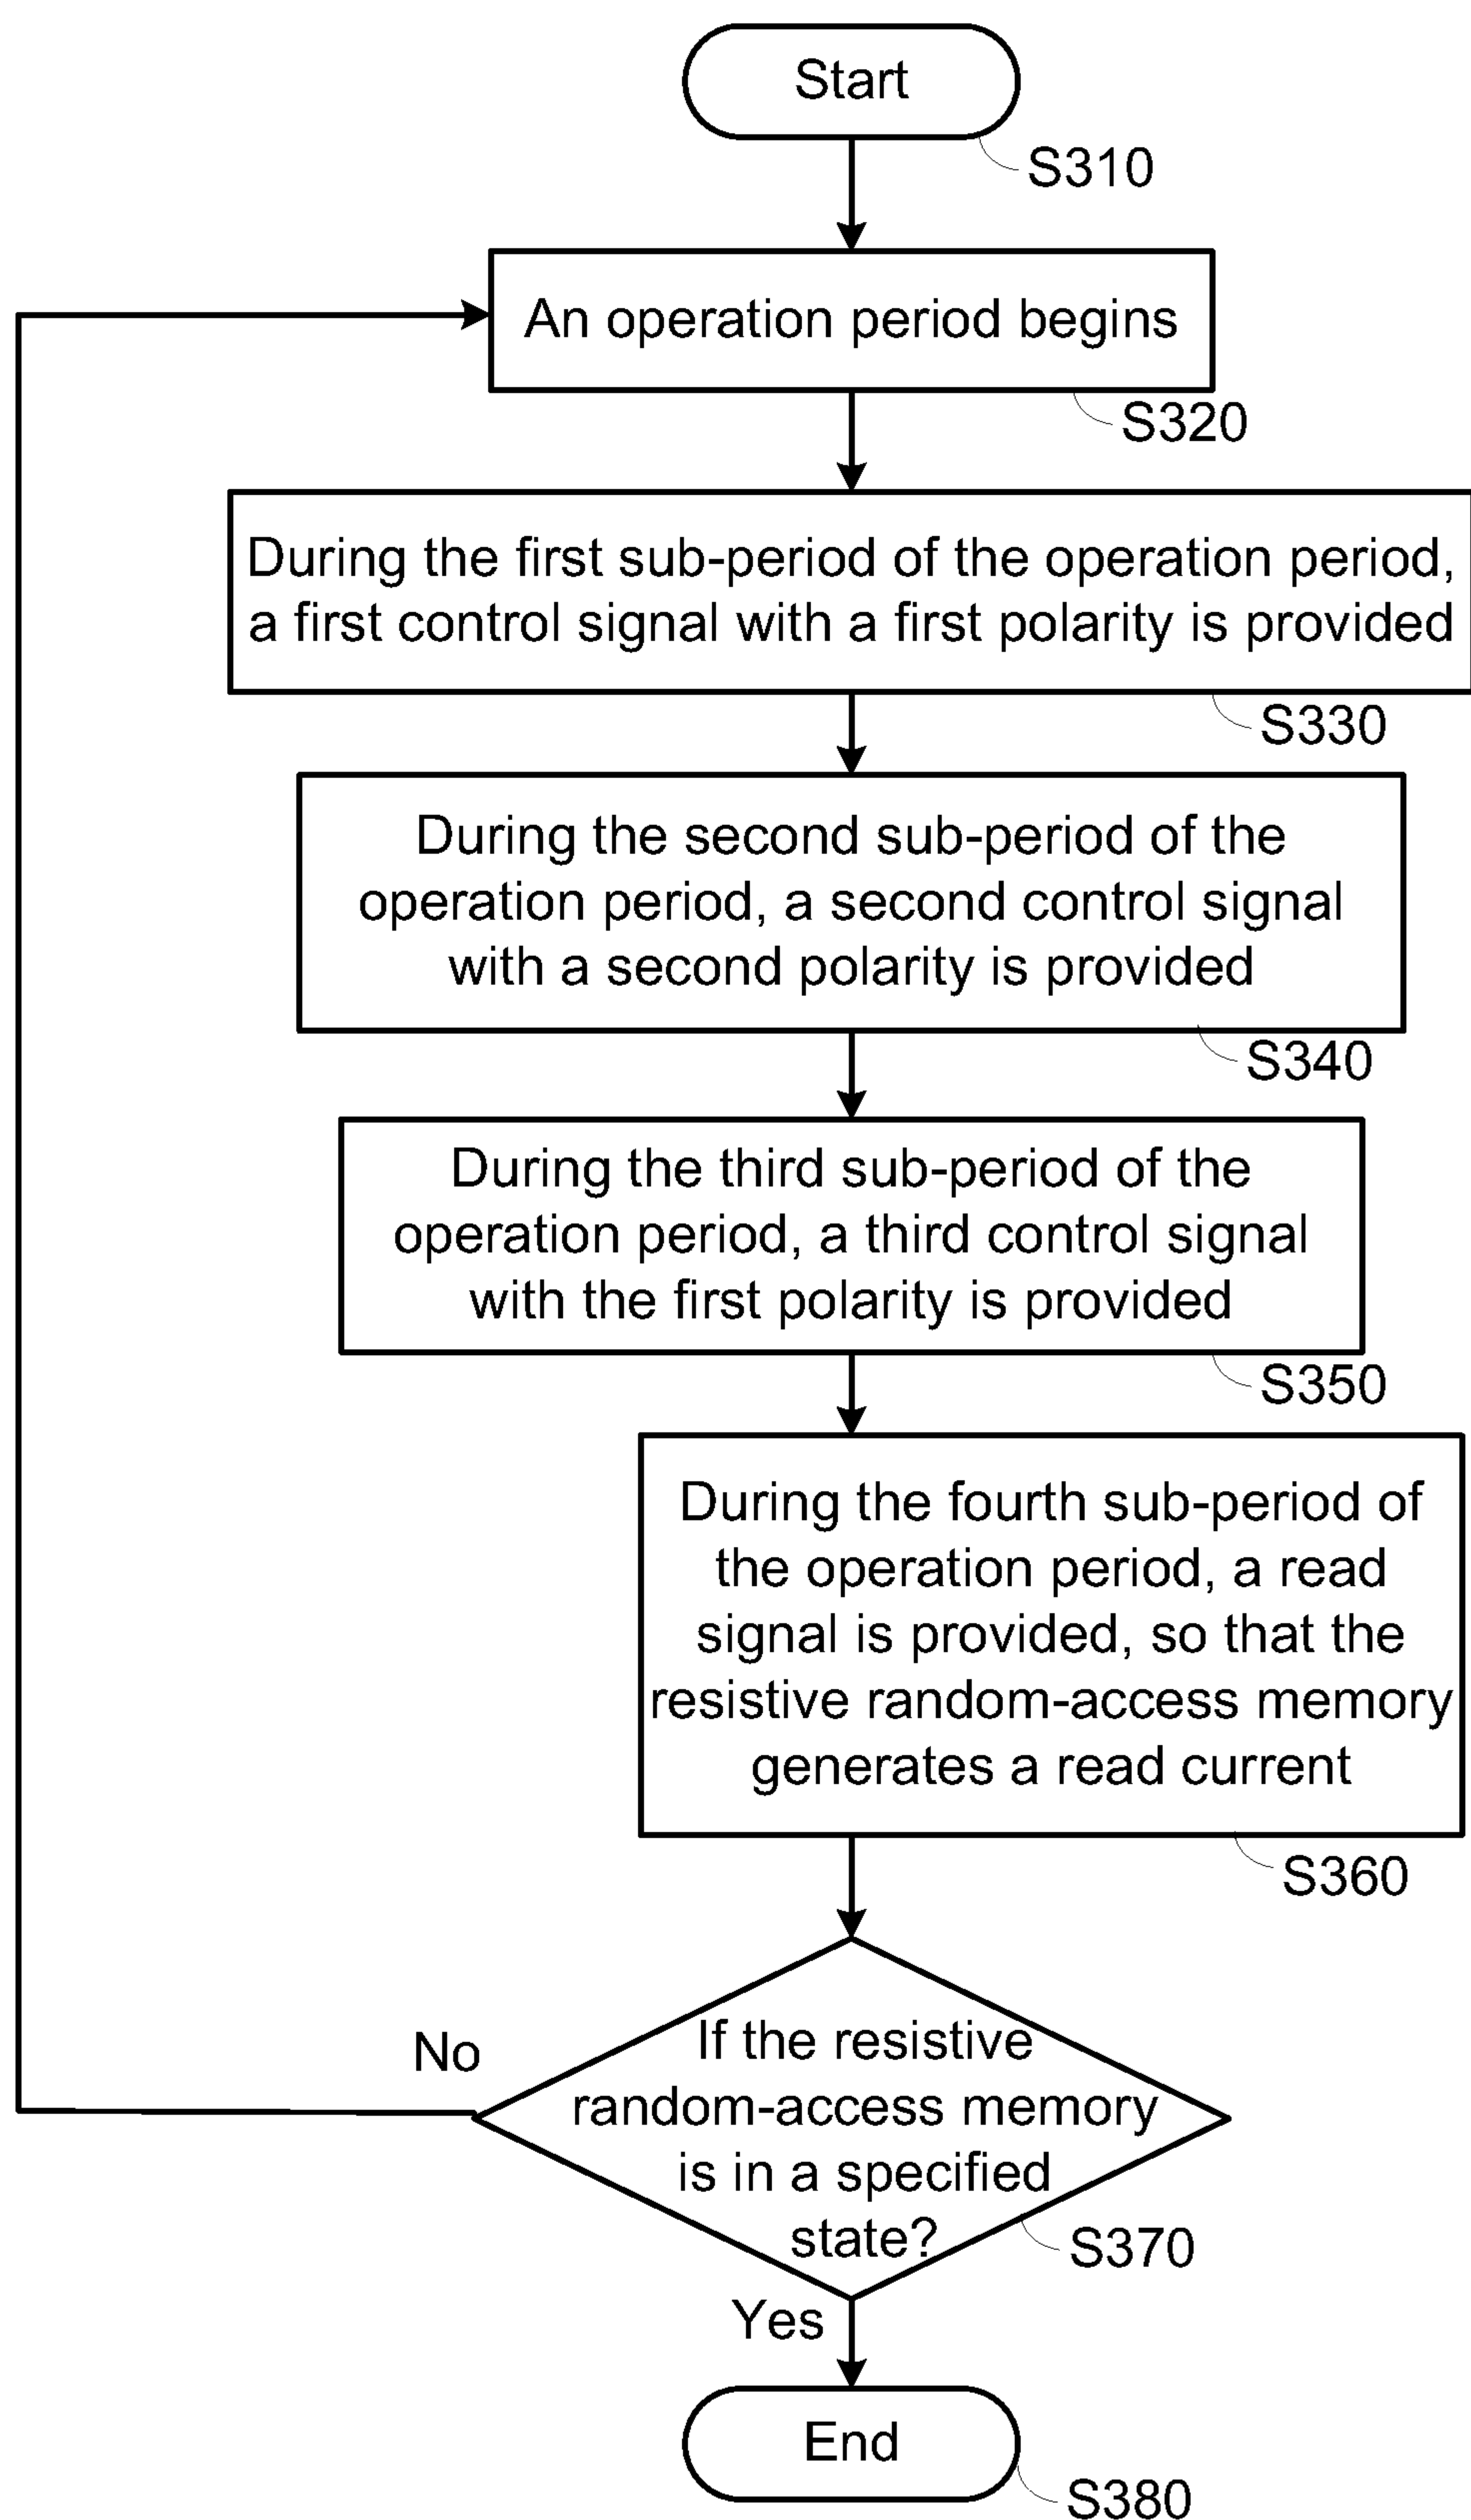 Start
S310
An operation period begins
S320
During the first sub-period of the operation period,
a first control signal with a first polarity is provided
S330
During the second sub-period of the
operation period, a second control signal
with a second polarity is provided
S340
During the third sub-period of the
operation period, a third control signal
with the first polarity is provided
S350
During the fourth sub-period of
the operation period, a read
signal is provided, so that the
resistive random-access memory
generates a read current
S360
No
If the resistive
random-access memory
is in a specified
state?
S370
Yes
End
S380